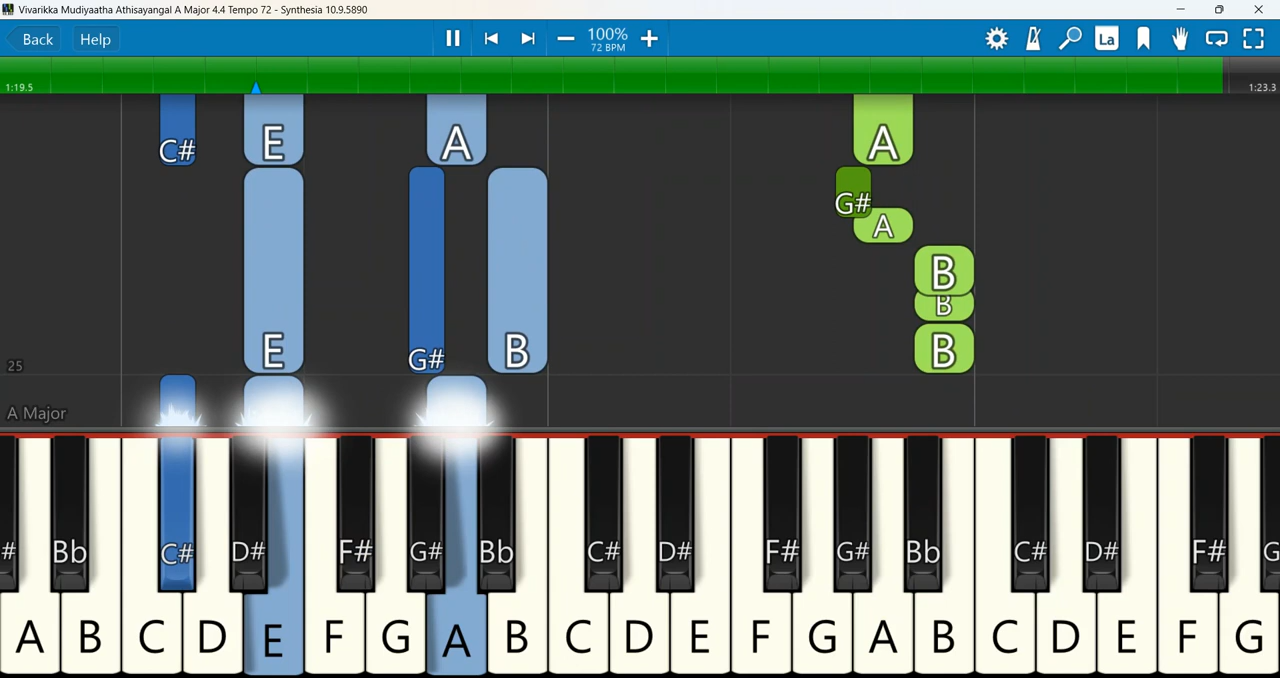 Vivarikka Mudiyaatha Athisayangal A Major 4.4 Tempo 72 - Synthesia 10.9.5890
Back Help 100% La
72 BPM
1:19.5 1:23.3
C# E A A
G#
A
B
B
E G# B B
25
A Major
# Bb C# D# F# G# Bb C# D# F# G# Bb C# D# F# G
A B C D E F G A B C D E F G A B C D E F G